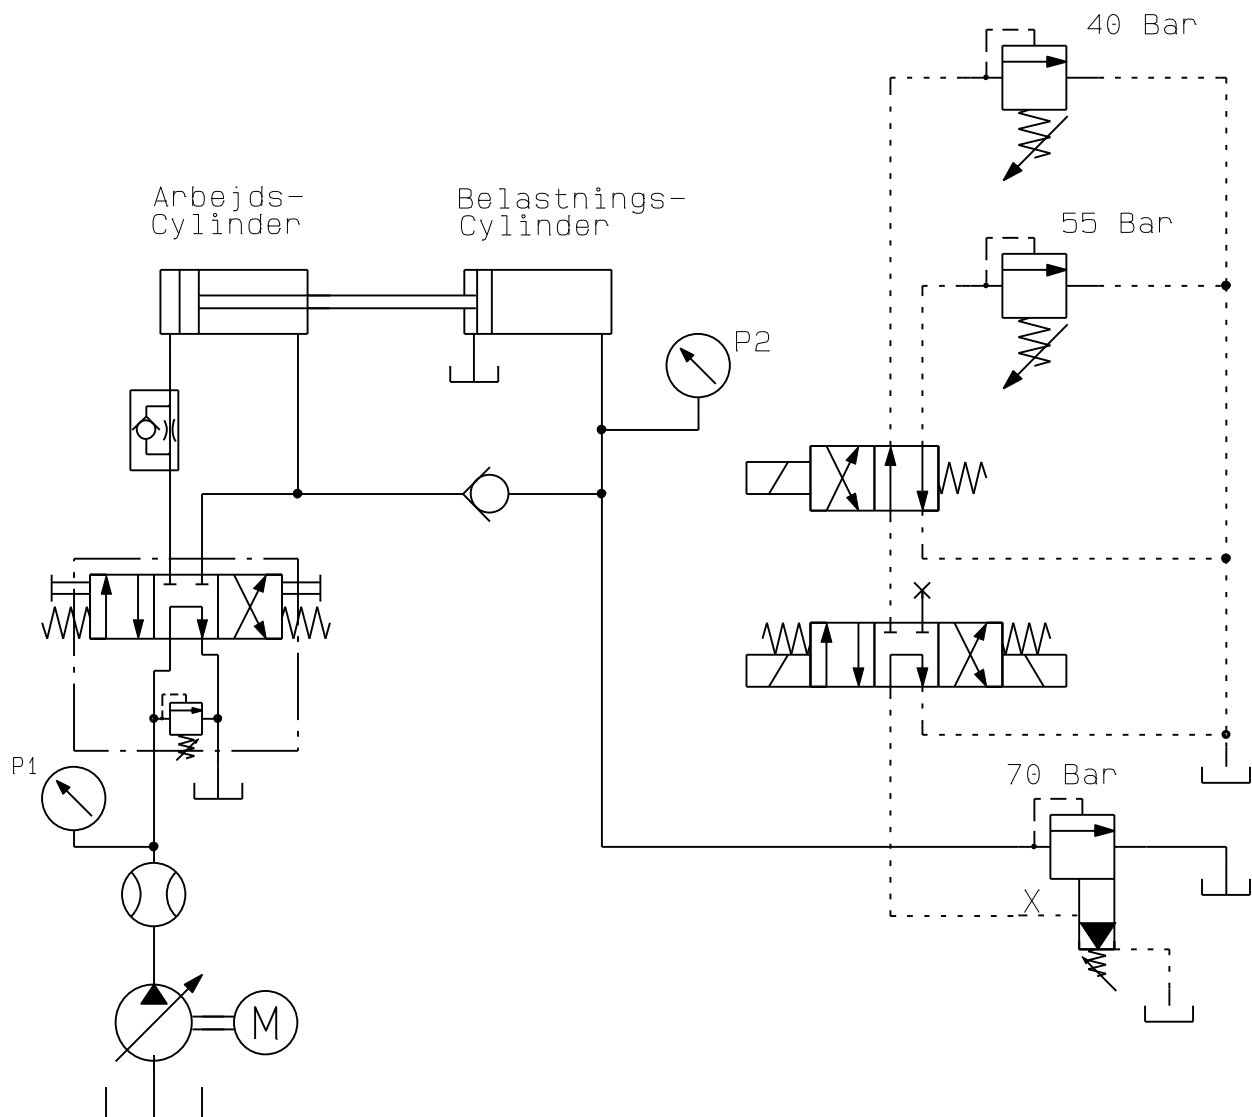 40 Bar
Arbejds-
Cylinder
Belastnings-
Cylinder
55 Bar
P2
70 Bar
P1
X
M